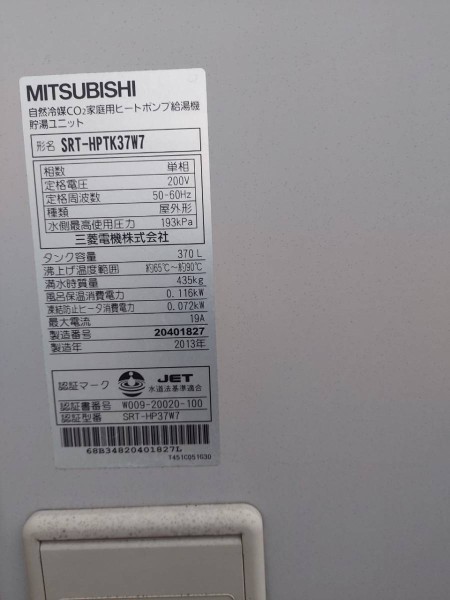 MITSUBISHI
自然冷媒CO₂家庭用ヒートポンプ給湯機
貯湯ユニット
形名 SRT-HPTK37W7
相数 単相
定格電圧 200V
定格周波数 50-60Hz
種類 屋外形
水側最高使用圧力 193kPa
三菱電機株式会社
タンク容量 370L
沸上げ温度範囲 約65℃～約90℃
満水時質量 435kg
風呂保温消費電力 0.116kW
凍結防止ヒータ消費電力 0.072kW
最大電流 19A
製造番号 20401827
製造年 2013年
認証マーク JET
水道法基準適合
認証書番号 W009-20020-100
認証型番 SRT-HP37W7
68B34820401827L
T451C051G30